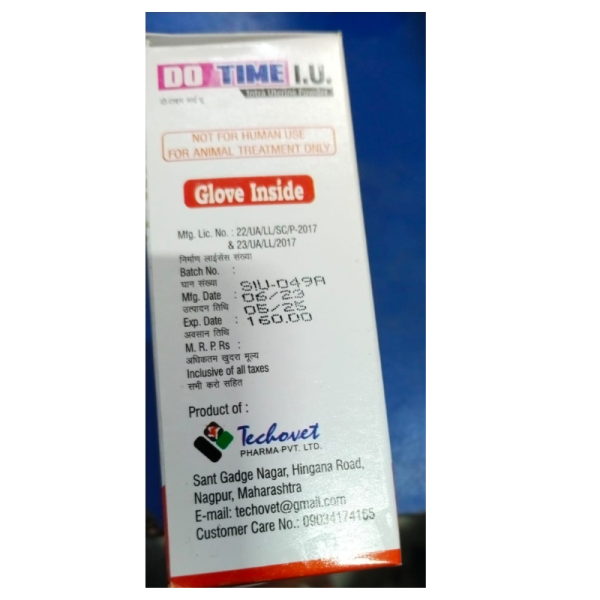 DO TIME I.U.
Intra Uterine Powder
NOT FOR HUMAN USE
FOR ANIMAL TREATMENT ONLY
Glove Inside
Mfg. Lic. No. : 22/UA/LL/SC/P-2017
& 23/UA/LL/2017
निर्माण लाईसेंस संख्या
Batch No. :
घान संख्या SIU-049A
Mfg. Date : 06/23
उत्पादन तिथि 05/25
Exp. Date : 160.00
अवसान तिथि
M. R. P. Rs :
अधिकतम खुदरा मूल्य
Inclusive of all taxes
सभी करो सहित
Product of :
Techovet
PHARMA PVT. LTD.
Sant Gadge Nagar, Hingana Road,
Nagpur, Maharashtra
E-mail: techovet@gmail.com
Customer Care No.: 09034174165